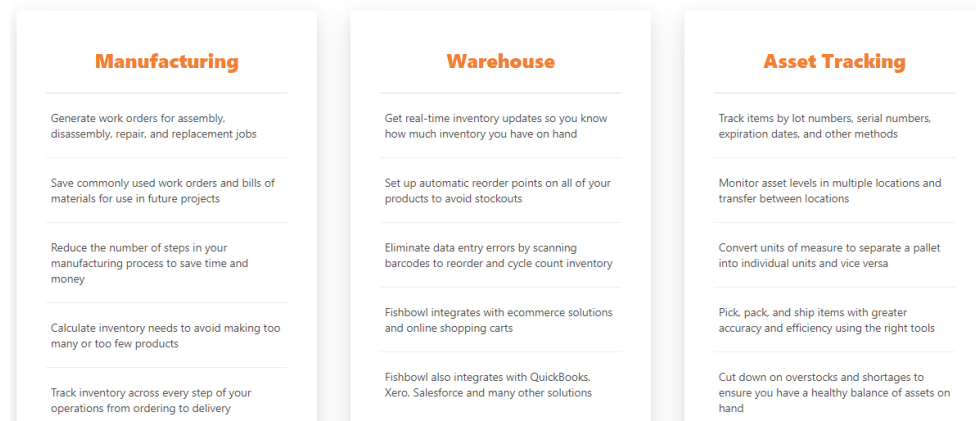 Manufacturing
Generate work orders for assembly,
disassembly, repair, and replacement jobs
Save commonly used work orders and bills of
materials for use in future projects
Reduce the number of steps in your
manufacturing process to save time and
money
Calculate inventory needs to avoid making too
many or too few products
Track inventory across every step of your
operations from ordering to delivery
Warehouse
Get real-time inventory updates so you know
how much inventory you have on hand
Set up automatic reorder points on all of your
products to avoid stockouts
Eliminate data entry errors by scanning
barcodes to reorder and cycle count inventory
Fishbowl integrates with ecommerce solutions
and online shopping carts
Fishbowl also integrates with QuickBooks,
Xero, Salesforce and many other solutions
Asset Tracking
Track items by lot numbers, serial numbers,
expiration dates, and other methods
Monitor asset levels in multiple locations and
transfer between locations
Convert units of measure to separate a pallet
into individual units and vice versa
Pick, pack, and ship items with greater
accuracy and efficiency using the right tools
Cut down on overstocks and shortages to
ensure you have a healthy balance of assets on
hand